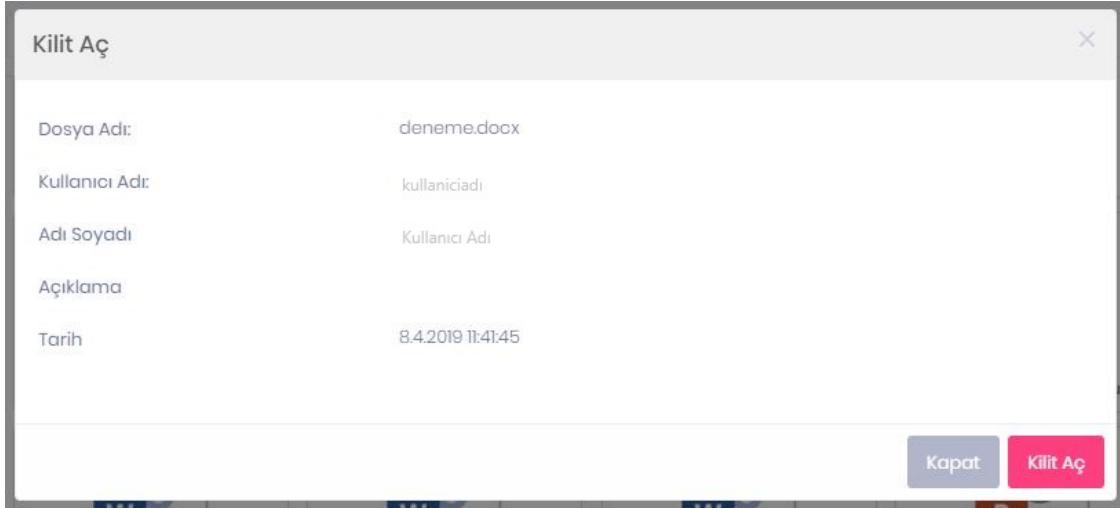 Kilit Aç
Dosya Adı: deneme.docx
Kullanıcı Adı: kullaniciadı
Adı Soyadı Kullanıcı Adı
Açıklama
Tarih 8.4.2019 11:41:45
Kapat Kilit Aç